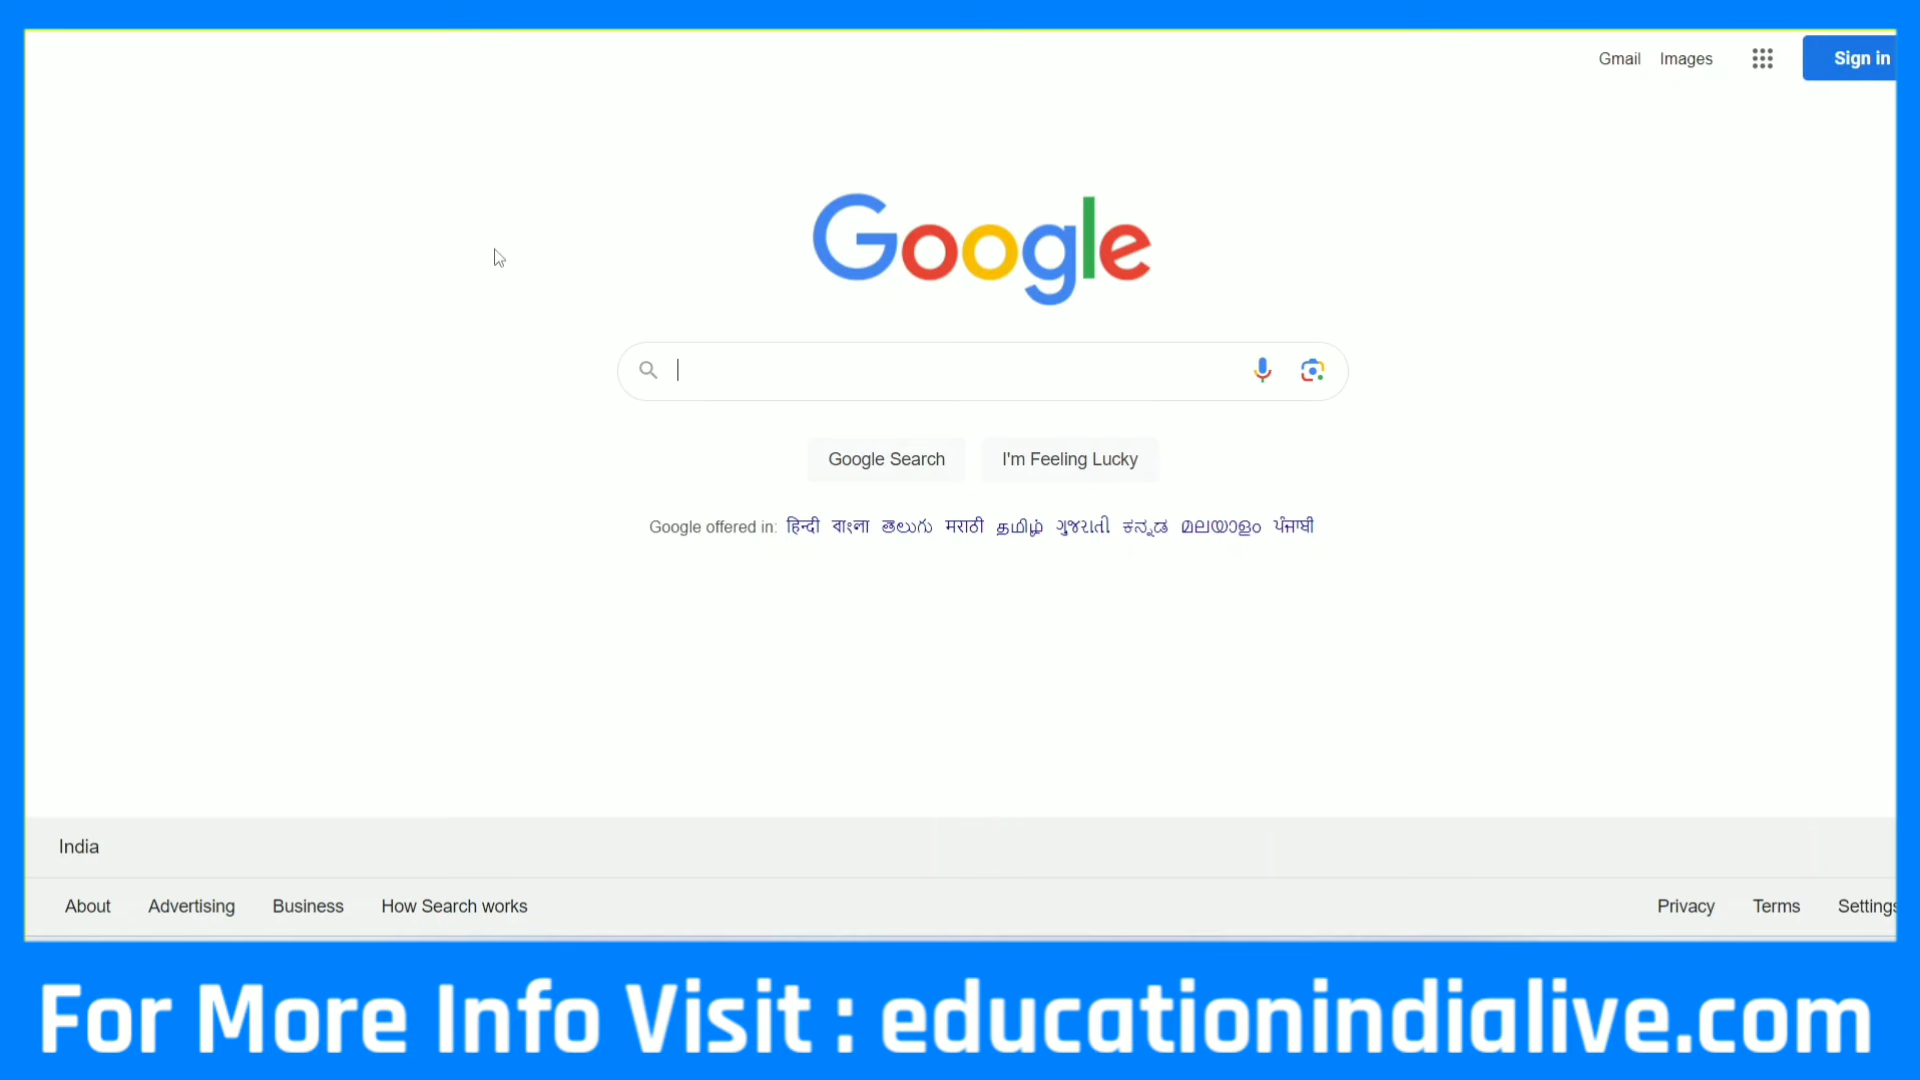 Gmail Images Sign in
Google
Google Search I'm Feeling Lucky
Google offered in: हिन्दी বাংলা తెలుగు मराठी தமிழ் ગુજરાતી ಕನ್ನಡ മലയാളം ਪੰਜਾਬੀ
India
About Advertising Business How Search works Privacy Terms Settings
For More Info Visit : educationindialive.com